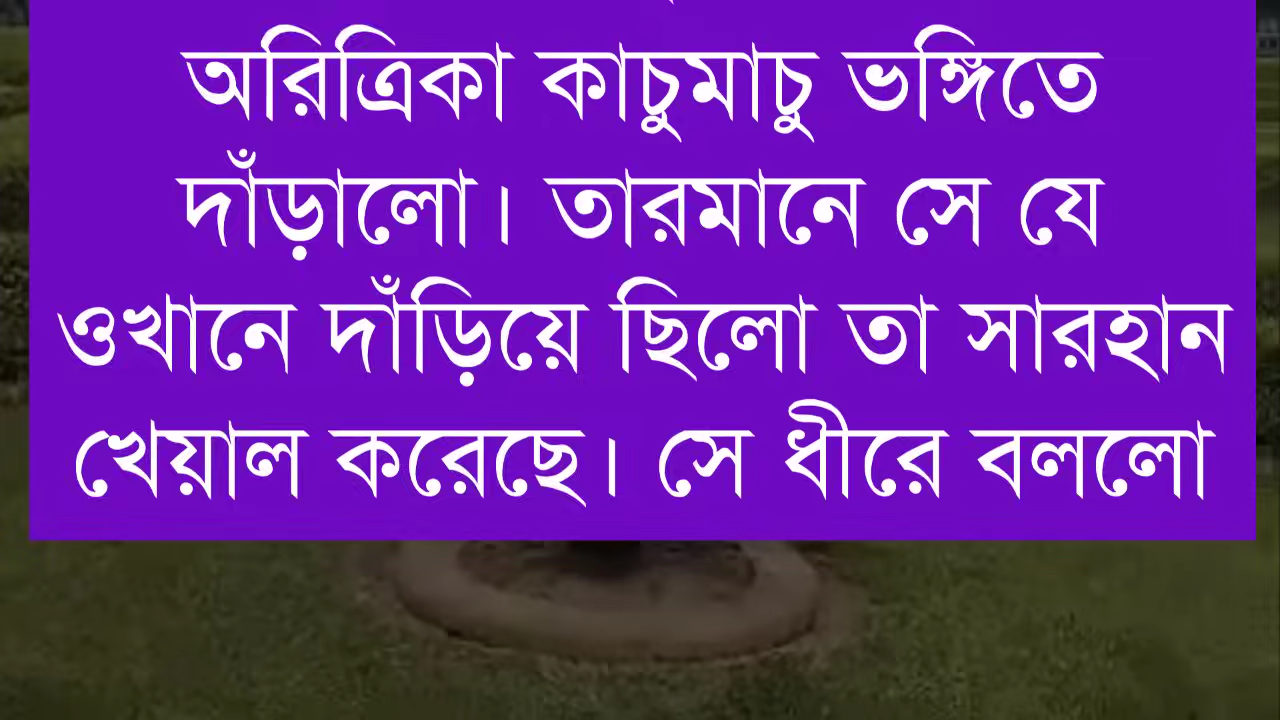 অরিত্রিকা কাচুমাচু ভঙ্গিতে
দাঁড়ালো। তারমানে সে যে
ওখানে দাঁড়িয়ে ছিলো তা সারহান
খেয়াল করেছে। সে ধীরে বললো